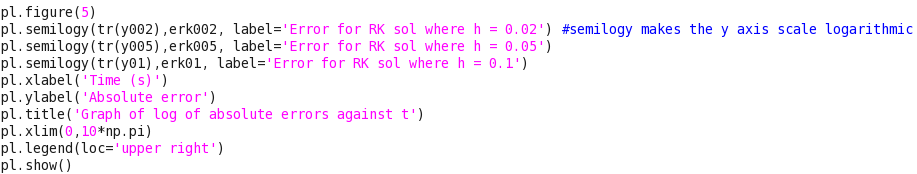 pl.figure(5)
pl.semilogy(tr(y002),erk002, label='Error for RK sol where h = 0.02') #semilogy makes the y axis scale logarithmic
pl.semilogy(tr(y005),erk005, label='Error for RK sol where h = 0.05')
pl.semilogy(tr(y01),erk01, label='Error for RK sol where h = 0.1')
pl.xlabel('Time (s)')
pl.ylabel('Absolute error')
pl.title('Graph of log of absolute errors against t')
pl.xlim(0,10*np.pi)
pl.legend(loc='upper right')
pl.show()